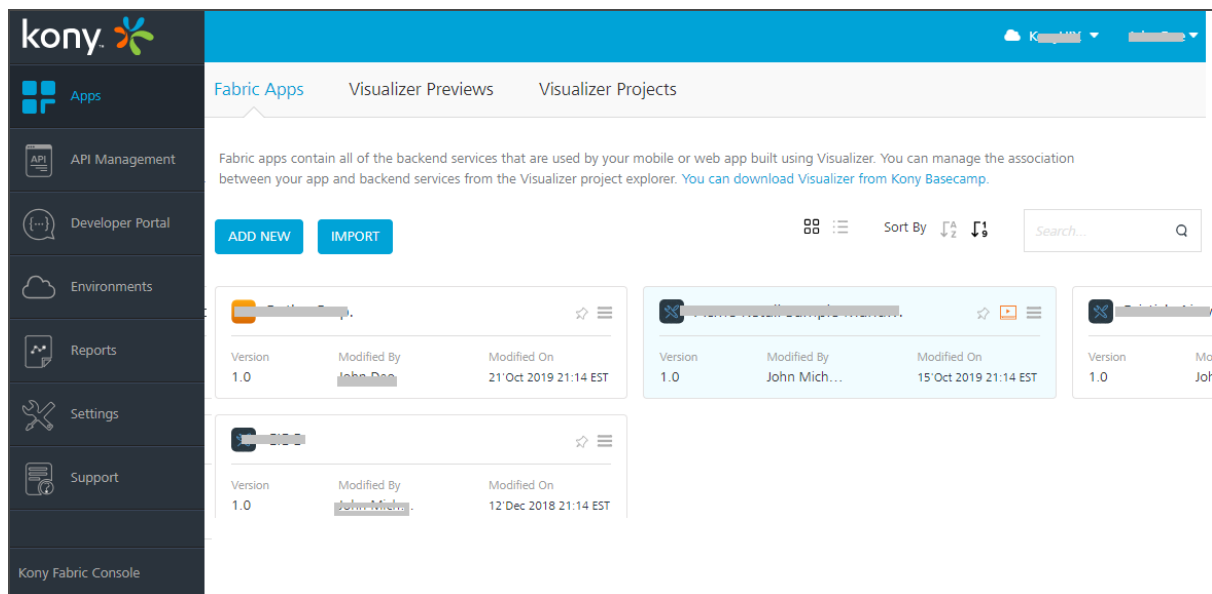 kony
Apps
API
API Management
{...}
Developer Portal
Environments
Reports
Settings
Support
Kony Fabric Console
Fabric Apps Visualizer Previews Visualizer Projects
Fabric apps contain all of the backend services that are used by your mobile or web app built using Visualizer. You can manage the association
between your app and backend services from the Visualizer project explorer. You can download Visualizer from Kony Basecamp.
ADD NEW IMPORT Sort By A Z 1 9 Search...
Version Modified By Modified On
1.0 21'Oct 2019 21:14 EST
Version Modified By Modified On
1.0 John Mich... 15'Oct 2019 21:14 EST
Version Mo
1.0 Joh
Version Modified By Modified On
1.0 12'Dec 2018 21:14 EST